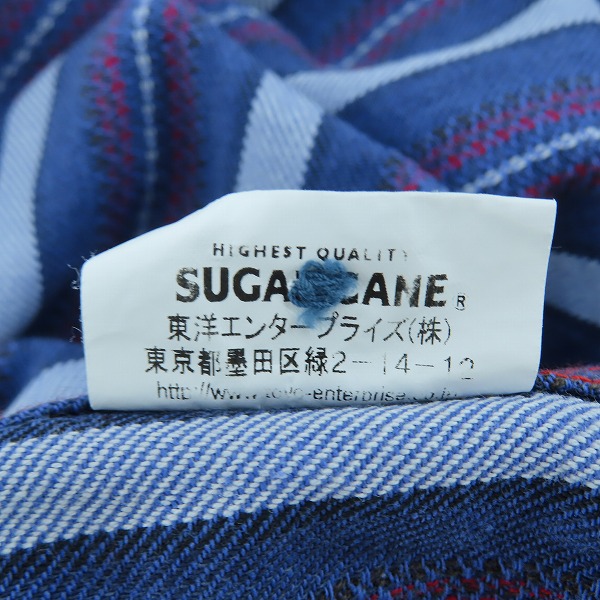 HIGHEST QUALITY
SUGAR CANE ®
東洋エンタープライズ(株)
東京都墨田区緑2-14-12